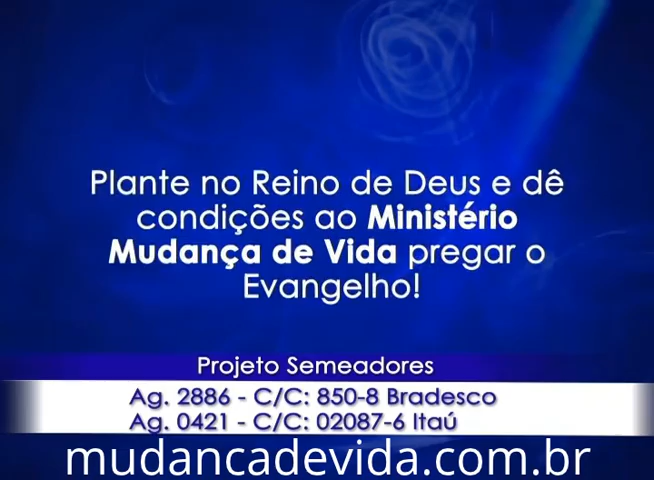 Plante no Reino de Deus e dê
condições ao Ministério
Mudança de Vida pregar o
Evangelho!
Projeto Semeadores
Ag. 2886 - C/C: 850-8 Bradesco
Ag. 0421 - C/C: 02087-6 Itaú
mudancadevida.com.br